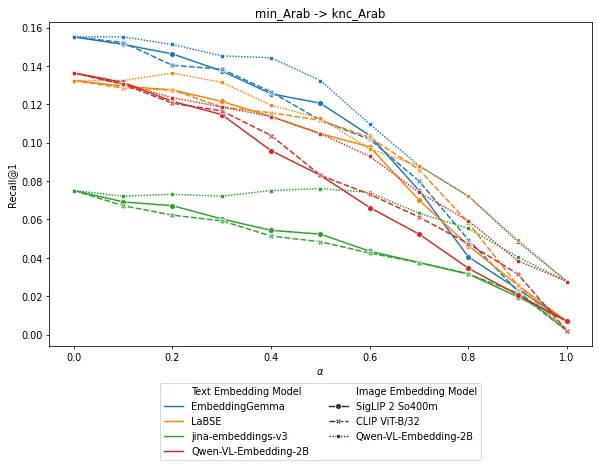 min_Arab -> knc_Arab
0.16
0.14
0.12
0.10
0.08
0.06
0.04
0.02
0.00
Recall@1
0.0 0.2 0.4 0.6 0.8 1.0
α
Text Embedding Model
EmbeddingGemma
LaBSE
jina-embeddings-v3
Qwen-VL-Embedding-2B
Image Embedding Model
SigLIP 2 So400m
CLIP ViT-B/32
Qwen-VL-Embedding-2B